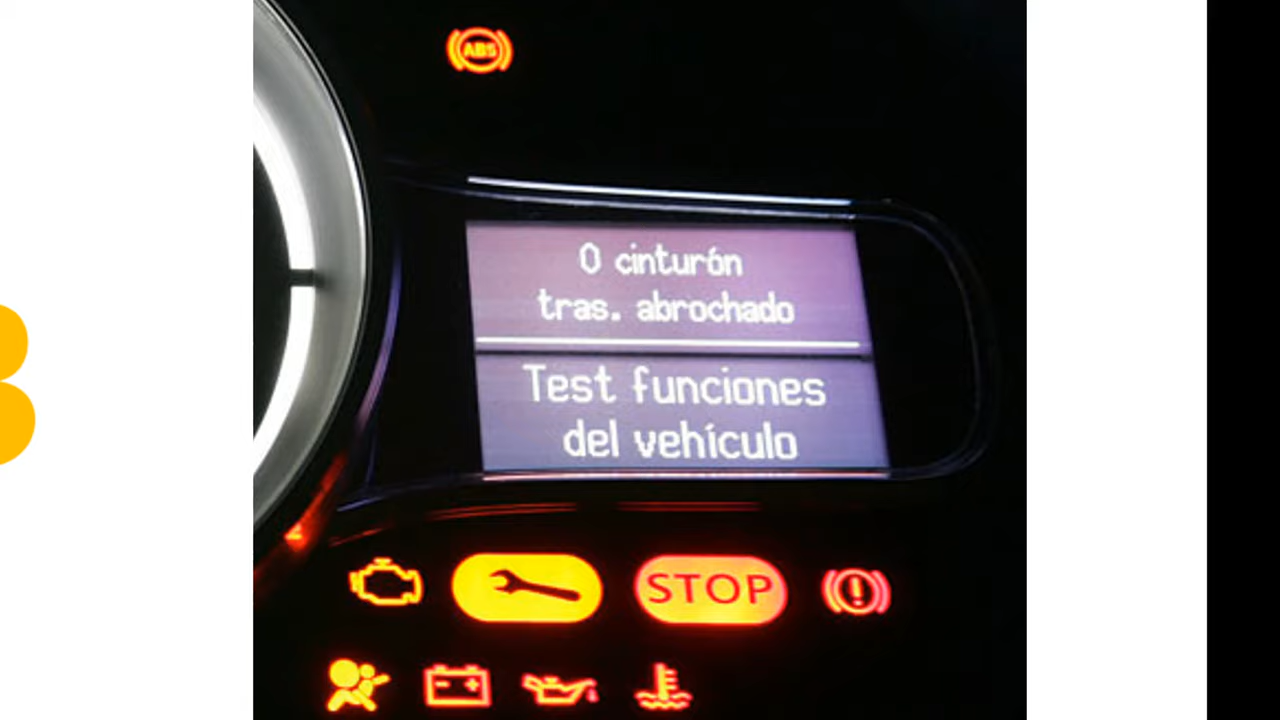 ABS
0 cinturón
tras. abrochado
Test funciones
del vehículo
STOP